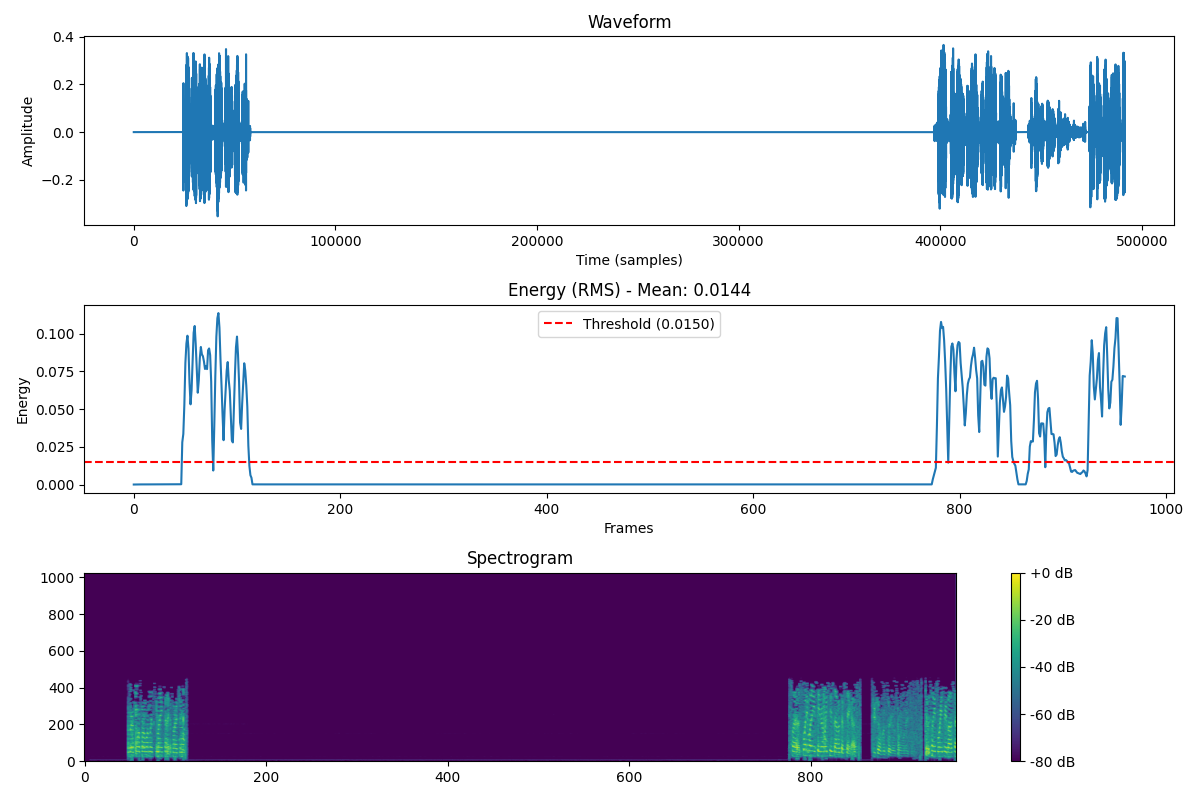 Waveform
0.4
0.2
0.0
−0.2
Amplitude
0 100000 200000 300000 400000 500000
Time (samples)
Energy (RMS) - Mean: 0.0144
Threshold (0.0150)
0.100
0.075
0.050
0.025
0.000
Energy
0 200 400 600 800 1000
Frames
Spectrogram
1000
800
600
400
200
0
0 200 400 600 800
+0 dB
-20 dB
-40 dB
-60 dB
-80 dB